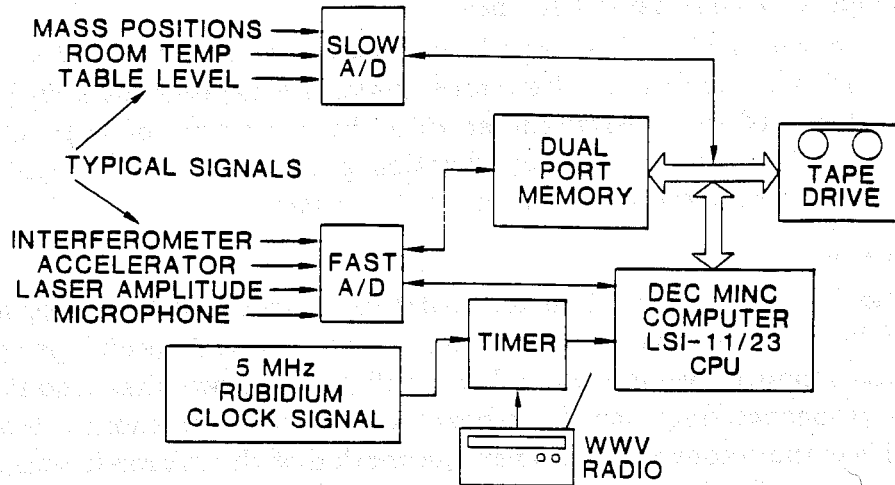 MASS POSITIONS
ROOM TEMP
TABLE LEVEL
SLOW
A/D
TYPICAL SIGNALS
DUAL
PORT
MEMORY
TAPE
DRIVE
INTERFEROMETER
ACCELERATOR
LASER AMPLITUDE
MICROPHONE
FAST
A/D
DEC MINC
COMPUTER
LSI-11/23
CPU
TIMER
5 MHz
RUBIDIUM
CLOCK SIGNAL
WWV
RADIO